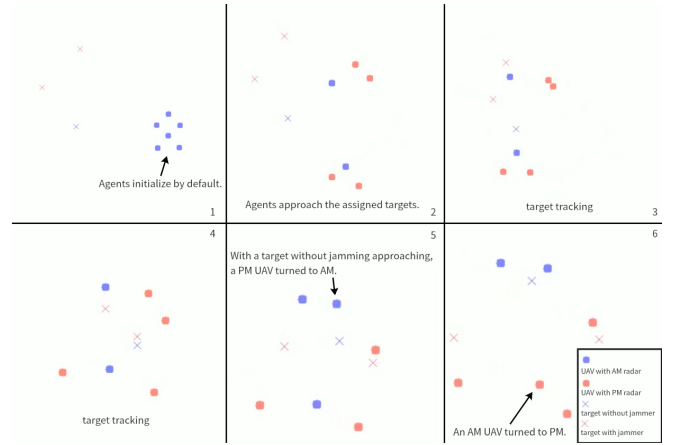 Agents initialize by default.
1
Agents approach the assigned targets.
2
target tracking
3
4
target tracking
5
With a target without jamming approaching,
a PM UAV turned to AM.
6
An AM UAV turned to PM.
UAV with AM radar
UAV with PM radar
target without jammer
target with jammer